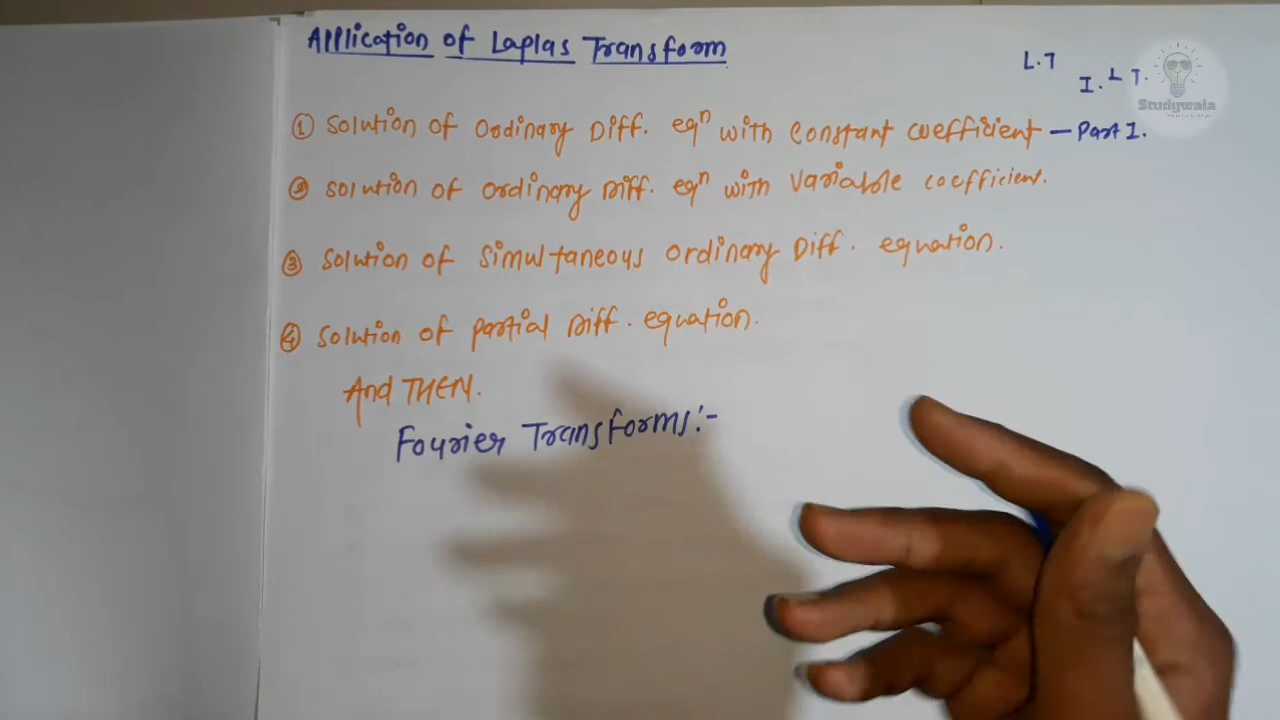 Application of Laplas Transform
L.T
I.L T.
Studywala
① Solution of Ordinary Diff. eqⁿ with Constant coefficient — Part I.
② Solution of Ordinary Diff. eqⁿ with Variable coefficient.
③ Solution of Simultaneous Ordinary Diff. equation.
④ Solution of partial Diff. equation.
And THEN.
Fourier Transforms:-